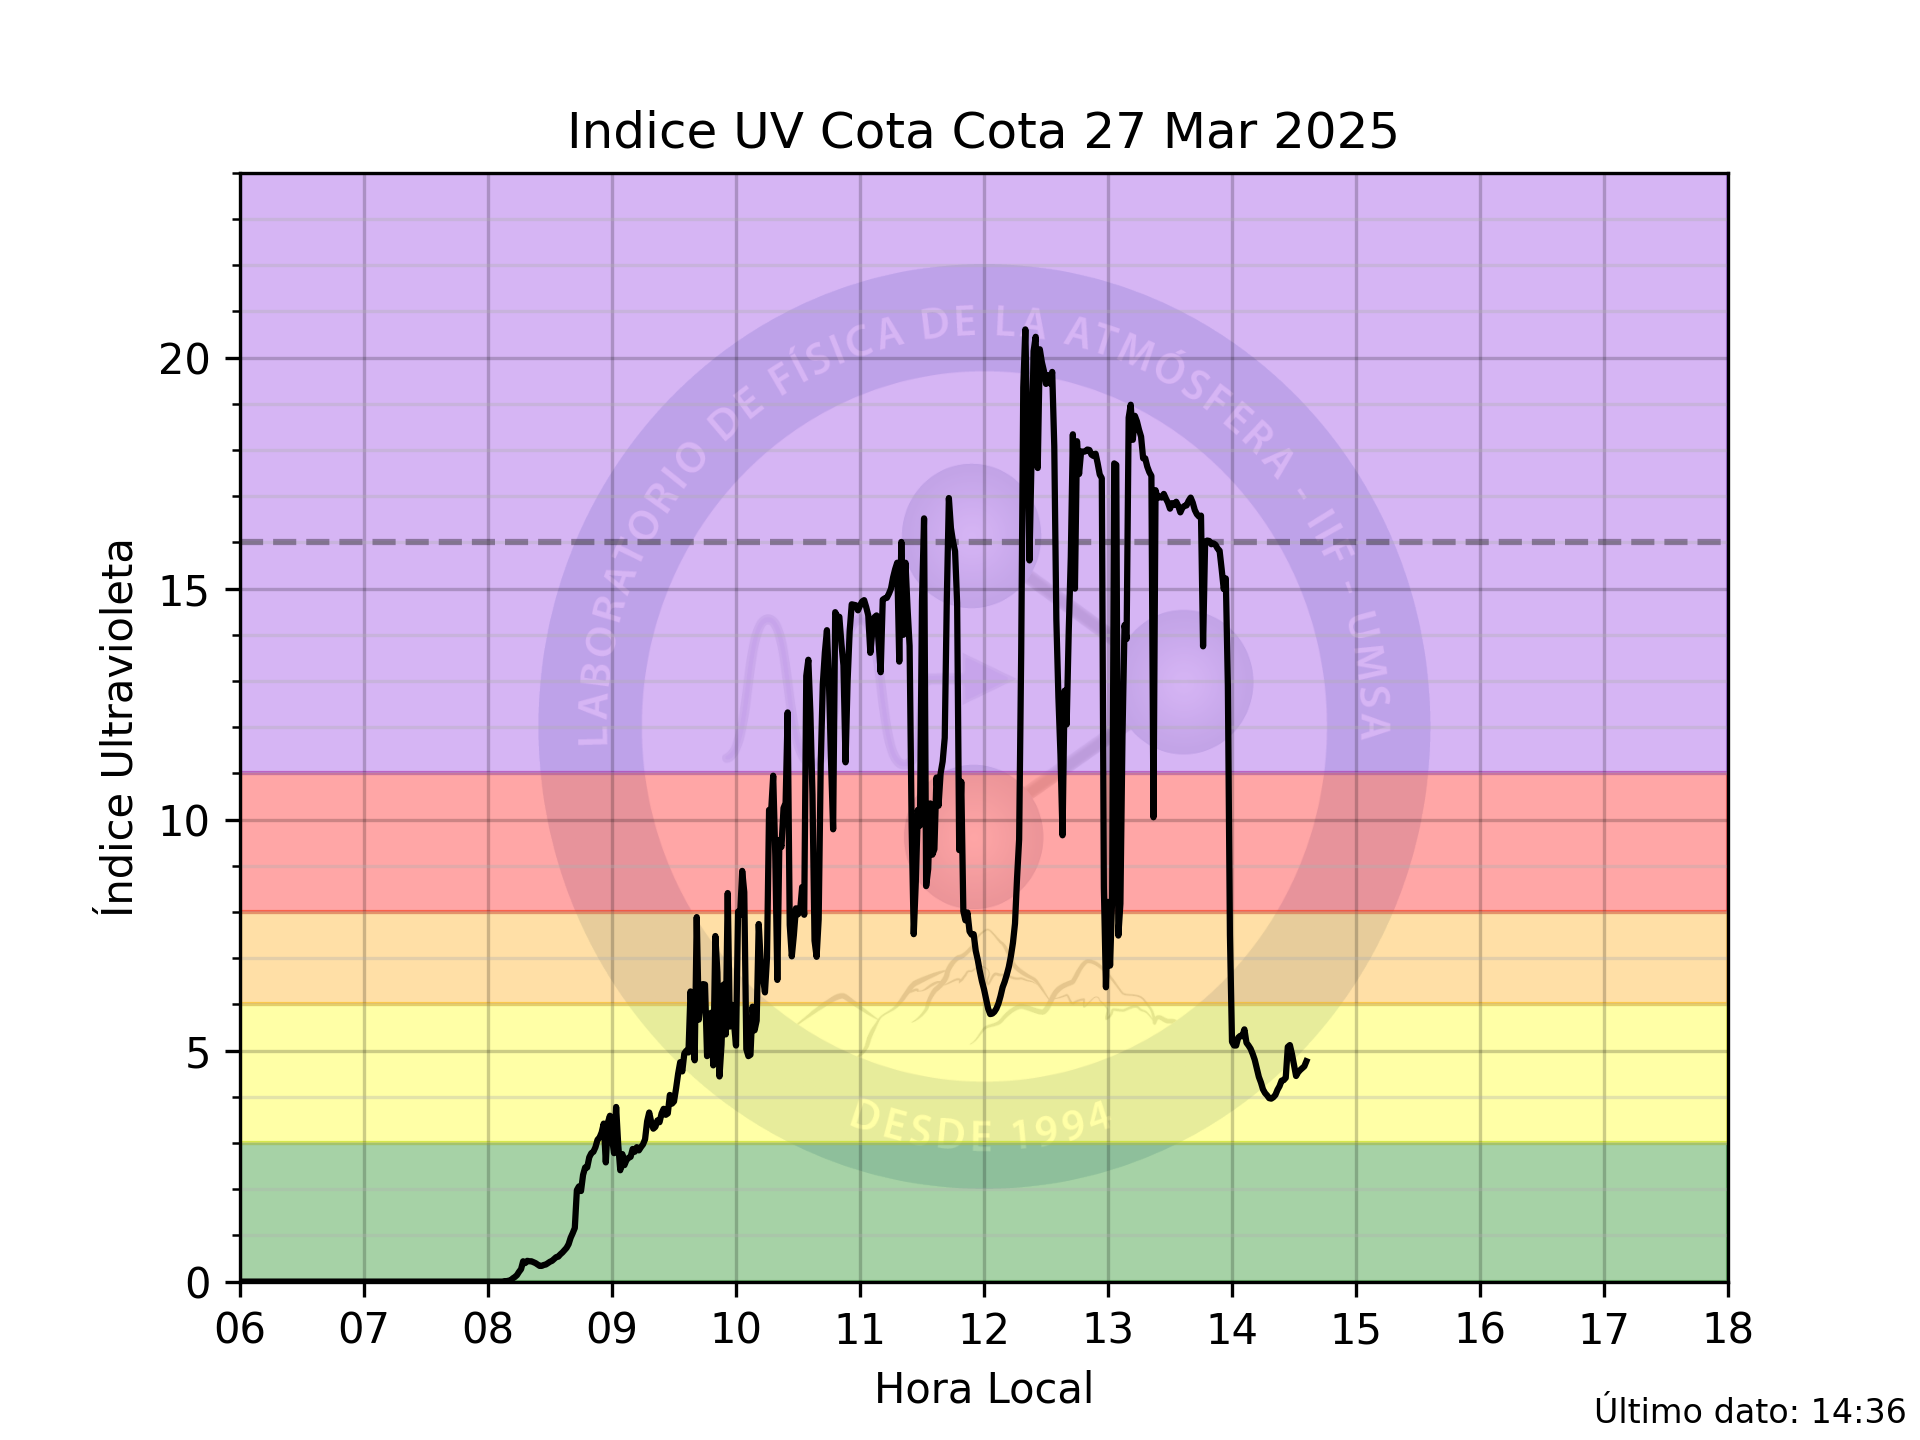 Indice UV Cota Cota 27 Mar 2025
Índice Ultravioleta
20
15
10
5
0
LABORATORIO DE FÍSICA DE LA ATMÓSFERA - IIF - UMSA
DESDE 1994
06 07 08 09 10 11 12 13 14 15 16 17 18
Hora Local
Último dato: 14:36